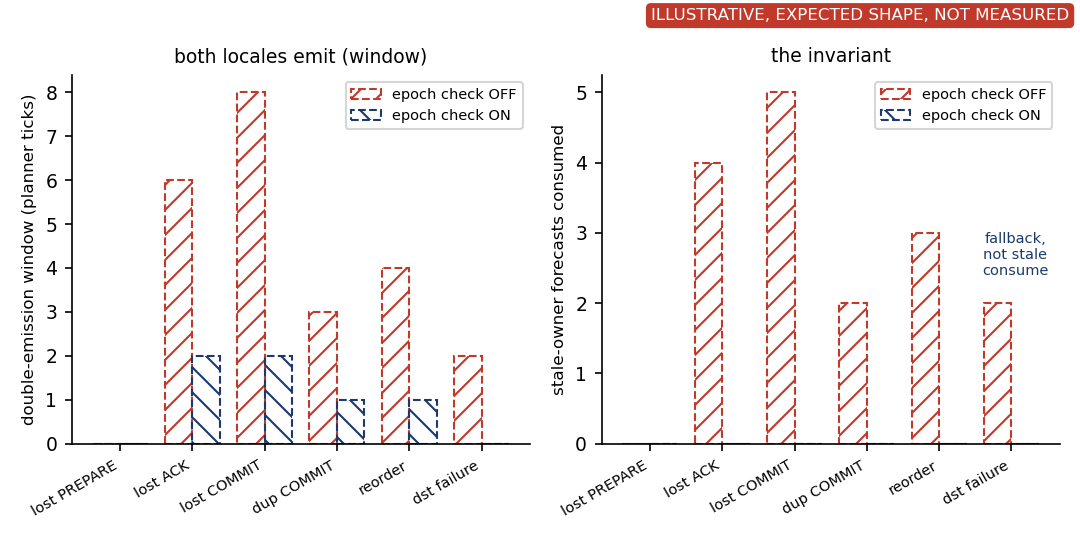 ILLUSTRATIVE, EXPECTED SHAPE, NOT MEASURED
both locales emit (window)
double-emission window (planner ticks)
8
7
6
5
4
3
2
1
0
epoch check OFF
epoch check ON
lost PREPARE
lost ACK
lost COMMIT
dup COMMIT
reorder
dst failure
the invariant
stale-owner forecasts consumed
5
4
3
2
1
0
epoch check OFF
epoch check ON
fallback,
not stale
consume
lost PREPARE
lost ACK
lost COMMIT
dup COMMIT
reorder
dst failure